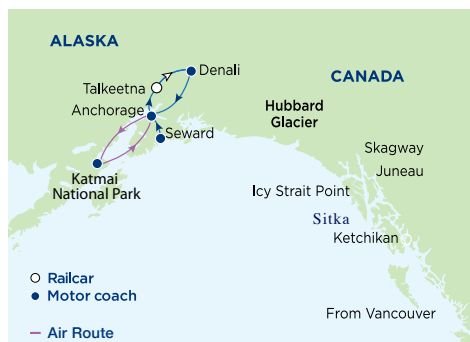 ALASKA
Denali
Talkeetna
CANADA
Anchorage
Hubbard
Glacier
Seward
Skagway
Juneau
Katmai
National Park
Icy Strait Point
Sitka
Ketchikan
Railcar
Motor coach
From Vancouver
Air Route